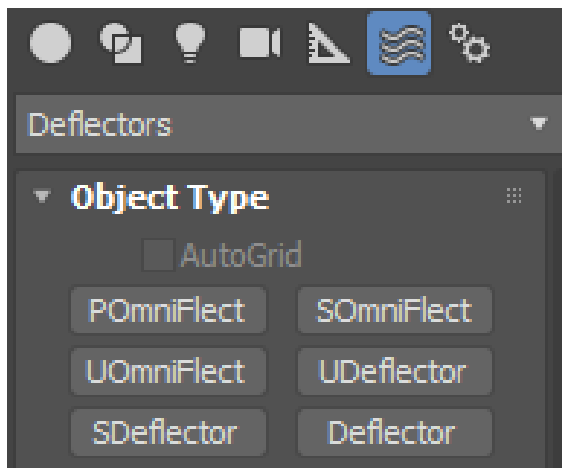 Deflectors
Object Type
AutoGrid
POmniFlect SOmniFlect
UOmniFlect UDeflector
SDeflector Deflector